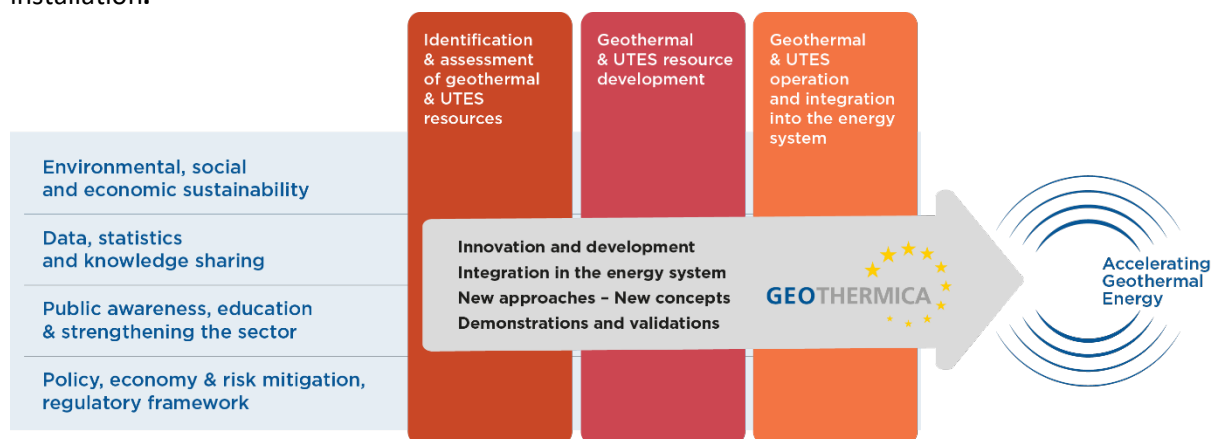 installation.
Identification
& assessment
of geothermal
& UTES
resources
Geothermal
& UTES resource
development
Geothermal
& UTES
operation
and integration
into the energy
system
Environmental, social
and economic sustainability
Data, statistics
and knowledge sharing
Public awareness, education
& strengthening the sector
Policy, economy & risk mitigation,
regulatory framework
Innovation and development
Integration in the energy system
New approaches – New concepts
Demonstrations and validations
GEOTHERMICA
Accelerating
Geothermal
Energy